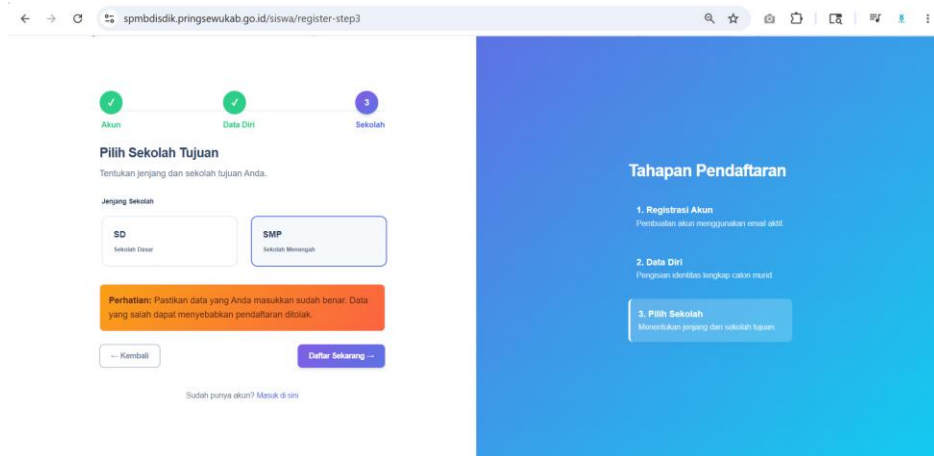 spmbdisdik.pringsewukab.go.id/siswa/register-step3
3
Akun
Data Diri
Sekolah
Pilih Sekolah Tujuan
Tentukan jenjang dan sekolah tujuan Anda.
Jenjang Sekolah
SD
Sekolah Dasar
SMP
Sekolah Menengah
Perhatian: Pastikan data yang Anda masukkan sudah benar. Data
yang salah dapat menyebabkan pendaftaran ditolak.
← Kembali
Daftar Sekarang →
Sudah punya akun? Masuk di sini
Tahapan Pendaftaran
1. Registrasi Akun
Pembuatan akun menggunakan email aktif.
2. Data Diri
Pengisian identitas lengkap calon murid.
3. Pilih Sekolah
Menentukan jenjang dan sekolah tujuan.